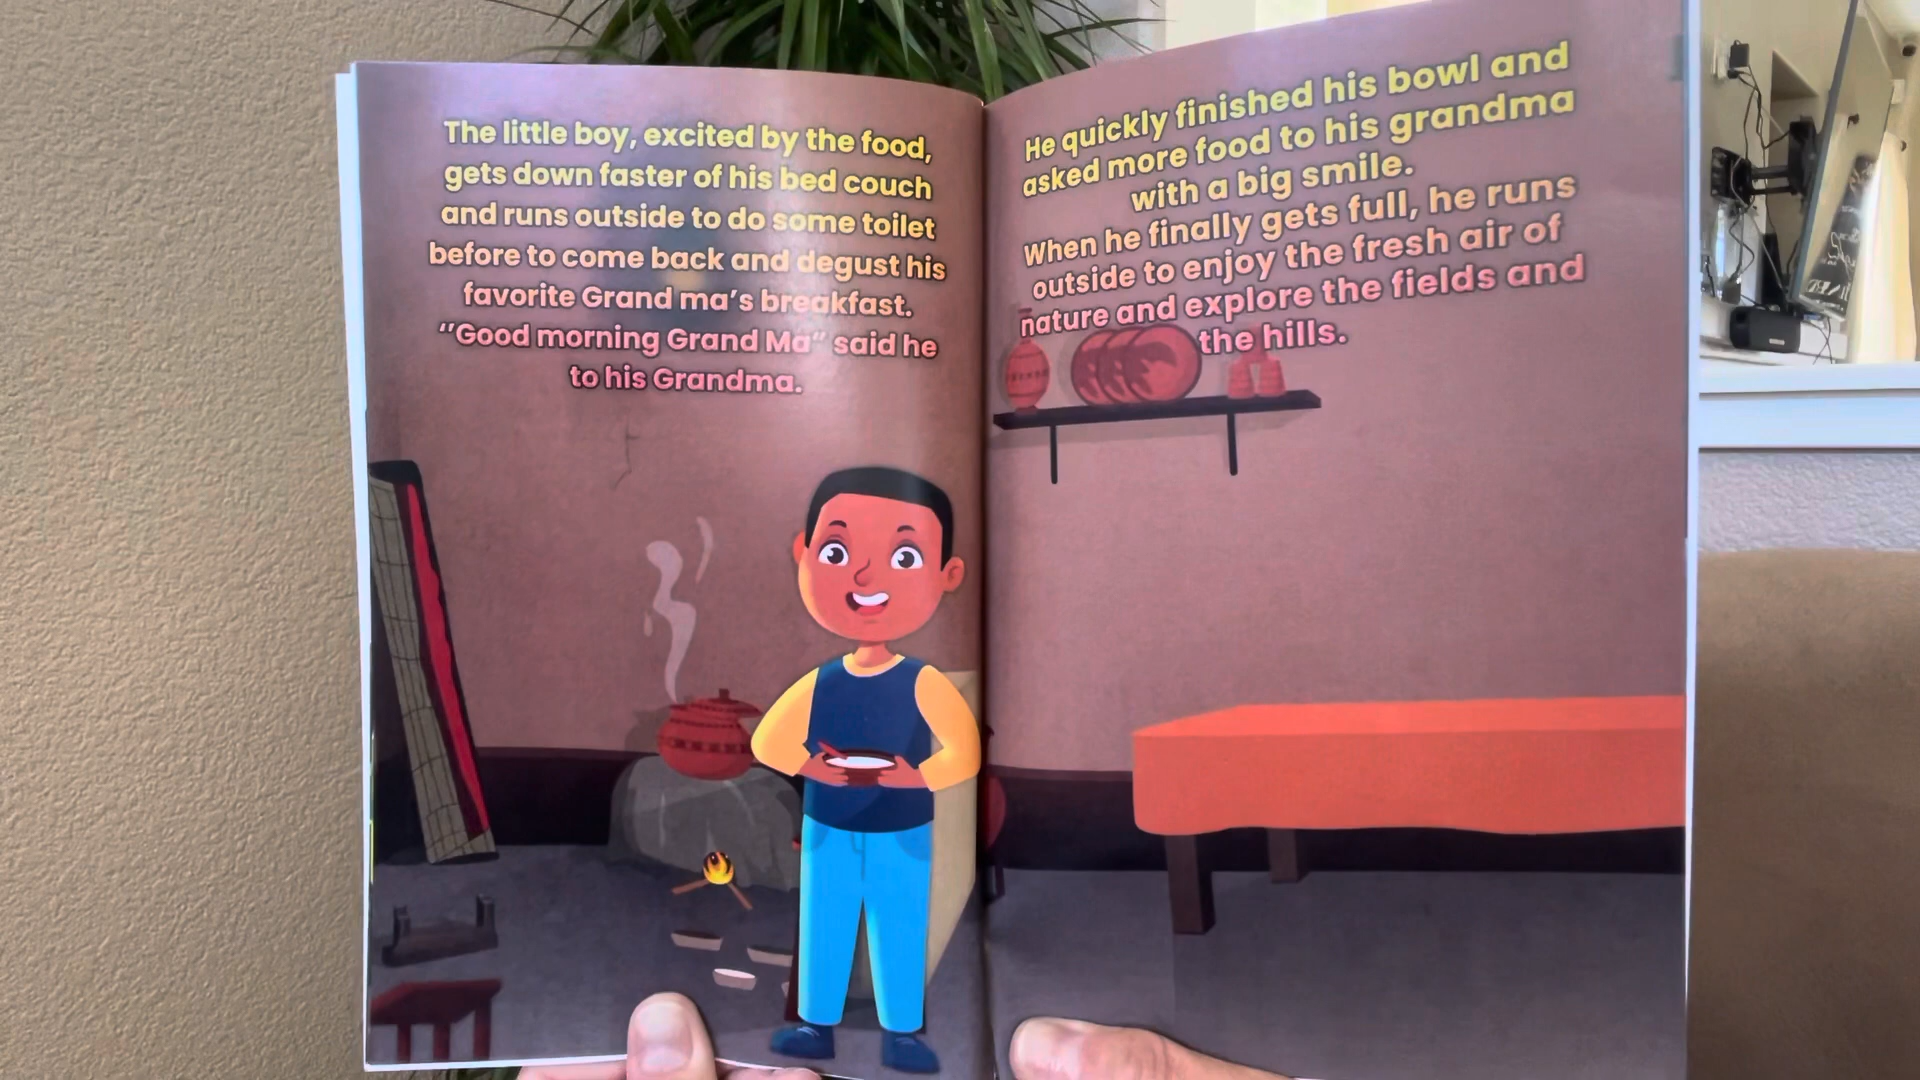 The little boy, excited by the food,
gets down faster of his bed couch
and runs outside to do some toilet
before to come back and degust his
favorite Grand ma's breakfast.
"Good morning Grand Ma" said he
to his Grandma.
He quickly finished his bowl and
asked more food to his grandma
with a big smile.
When he finally gets full, he runs
outside to enjoy the fresh air of
nature and explore the fields and
the hills.